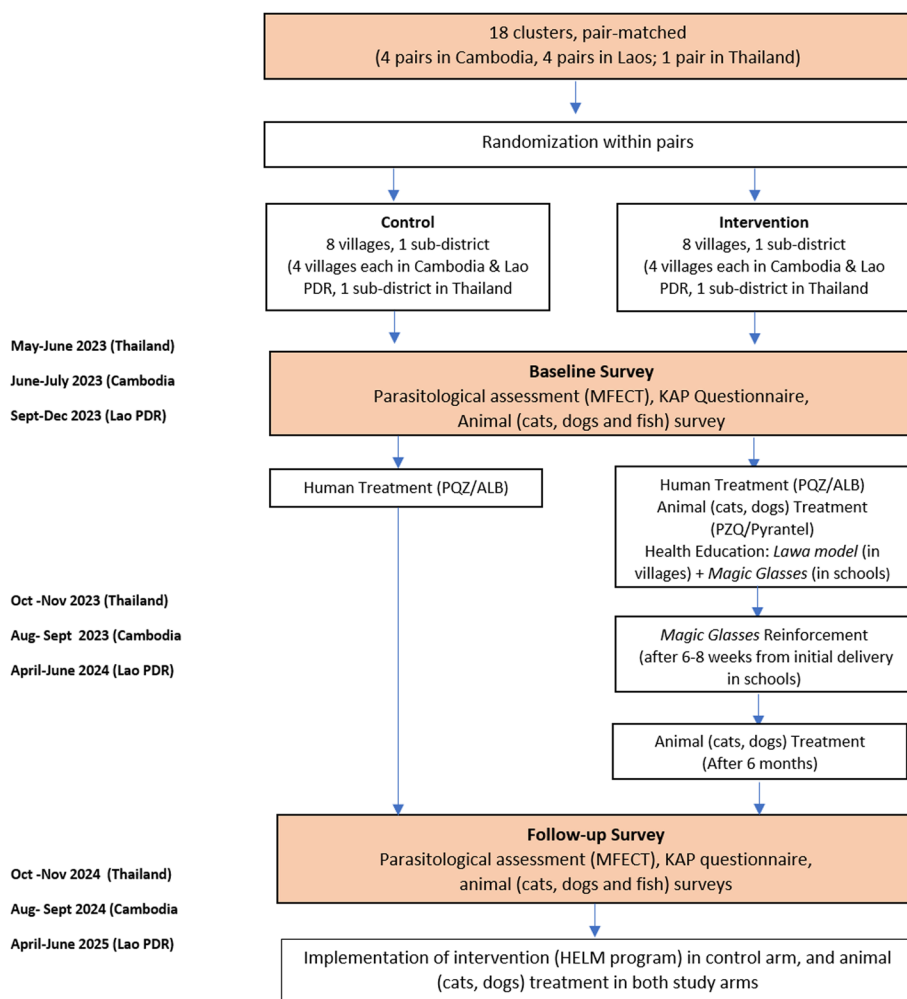 18 clusters, pair-matched
(4 pairs in Cambodia, 4 pairs in Laos; 1 pair in Thailand)
Randomization within pairs
Control
8 villages, 1 sub-district
(4 villages each in Cambodia & Lao
PDR, 1 sub-district in Thailand
Intervention
8 villages, 1 sub-district
(4 villages each in Cambodia & Lao
PDR, 1 sub-district in Thailand
May-June 2023 (Thailand)
June-July 2023 (Cambodia
Sept-Dec 2023 (Lao PDR)
Baseline Survey
Parasitological assessment (MFECT), KAP Questionnaire,
Animal (cats, dogs and fish) survey
Human Treatment (PQZ/ALB)
Human Treatment (PQZ/ALB)
Animal (cats, dogs) Treatment
(PZQ/Pyrantel)
Health Education: Lawa model (in
villages) + Magic Glasses (in schools)
Oct -Nov 2023 (Thailand)
Aug- Sept 2023 (Cambodia
April-June 2024 (Lao PDR)
Magic Glasses Reinforcement
(after 6-8 weeks from initial delivery
in schools)
Animal (cats, dogs) Treatment
(After 6 months)
Follow-up Survey
Parasitological assessment (MFECT), KAP questionnaire,
animal (cats, dogs and fish) surveys
Oct -Nov 2024 (Thailand)
Aug- Sept 2024 (Cambodia
April-June 2025 (Lao PDR)
Implementation of intervention (HELM program) in control arm, and animal
(cats, dogs) treatment in both study arms